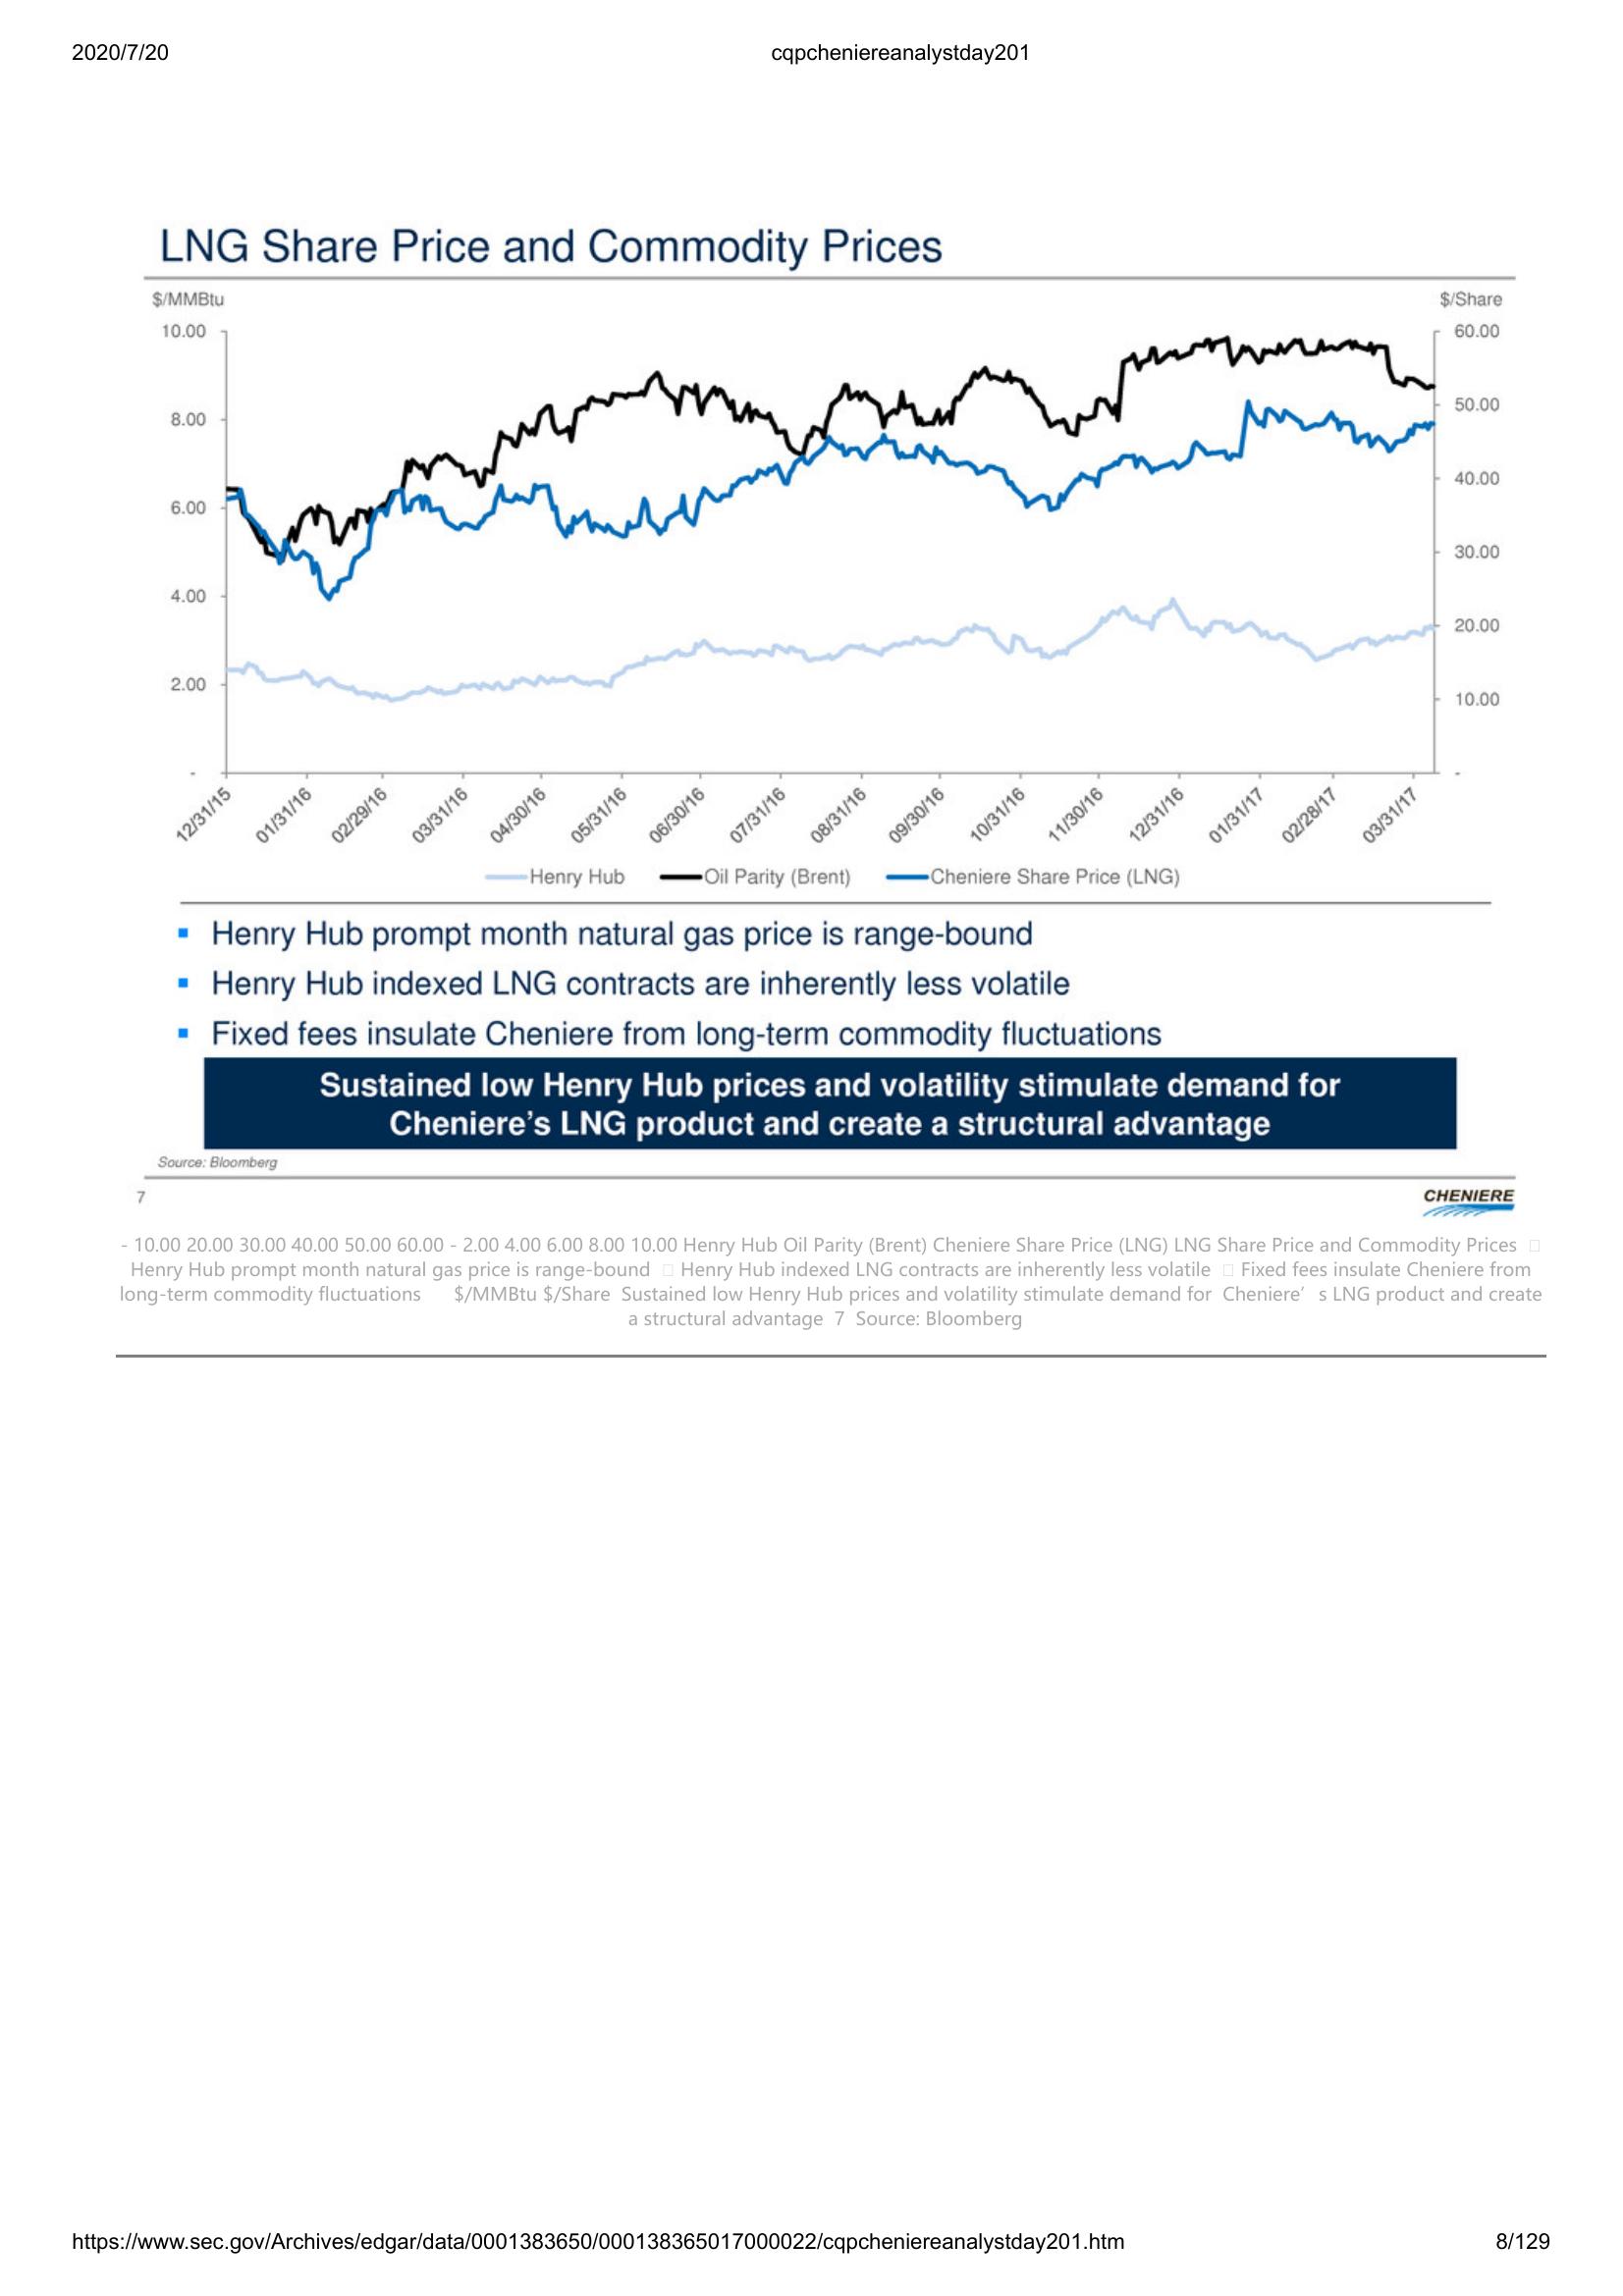 2020/7/20 cqpcheniereanalystday201
LNG Share Price and Commodity Prices
$/MMBtu $/Share
10.00 60.00
8.00 50.00
6.00 40.00
4.00 30.00
2.00 20.00
- 10.00
-
12/31/15 01/31/16 02/29/16 03/31/16 04/30/16 05/31/16 06/30/16 07/31/16 08/31/16 09/30/16 10/31/16 11/30/16 12/31/16 01/31/17 02/28/17 03/31/17
Henry Hub Oil Parity (Brent) Cheniere Share Price (LNG)
▪ Henry Hub prompt month natural gas price is range-bound
▪ Henry Hub indexed LNG contracts are inherently less volatile
▪ Fixed fees insulate Cheniere from long-term commodity fluctuations
Sustained low Henry Hub prices and volatility stimulate demand for
Cheniere’s LNG product and create a structural advantage
Source: Bloomberg
7 CHENIERE
- 10.00 20.00 30.00 40.00 50.00 60.00 - 2.00 4.00 6.00 8.00 10.00 Henry Hub Oil Parity (Brent) Cheniere Share Price (LNG) LNG Share Price and Commodity Prices □
Henry Hub prompt month natural gas price is range-bound □ Henry Hub indexed LNG contracts are inherently less volatile □ Fixed fees insulate Cheniere from
long-term commodity fluctuations $/MMBtu $/Share Sustained low Henry Hub prices and volatility stimulate demand for Cheniere’ s LNG product and create
a structural advantage 7 Source: Bloomberg
https://www.sec.gov/Archives/edgar/data/0001383650/000138365017000022/cqpcheniereanalystday201.htm 8/129